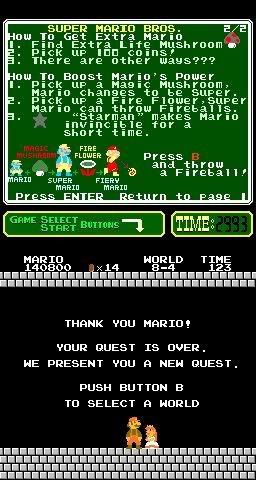 SUPER MARIO BROS. 2/2
How To Get Extra Mario
1. Find Extra Life Mushroom
2. Pick up 100 coins!
3. There are other ways???
How To Boost Mario's Power
1. Pick up a Magic Mushroom,
Mario changes to be Super.
2. Pick up a Fire Flower,Super
Mario can throw Fireballs.
3. "Starman" makes Mario
invincible for a
short time.
MAGIC MUSHROOM
FIRE FLOWER
MARIO
SUPER MARIO
FIERY MARIO
Press B
and throw
a Fireball!
Press ENTER Return to page 1
GAME SELECT
START BUTTONS
TIME: 2993
MARIO WORLD TIME
140800 ×14 8-4 123
THANK YOU MARIO!
YOUR QUEST IS OVER.
WE PRESENT YOU A NEW QUEST.
PUSH BUTTON B
TO SELECT A WORLD